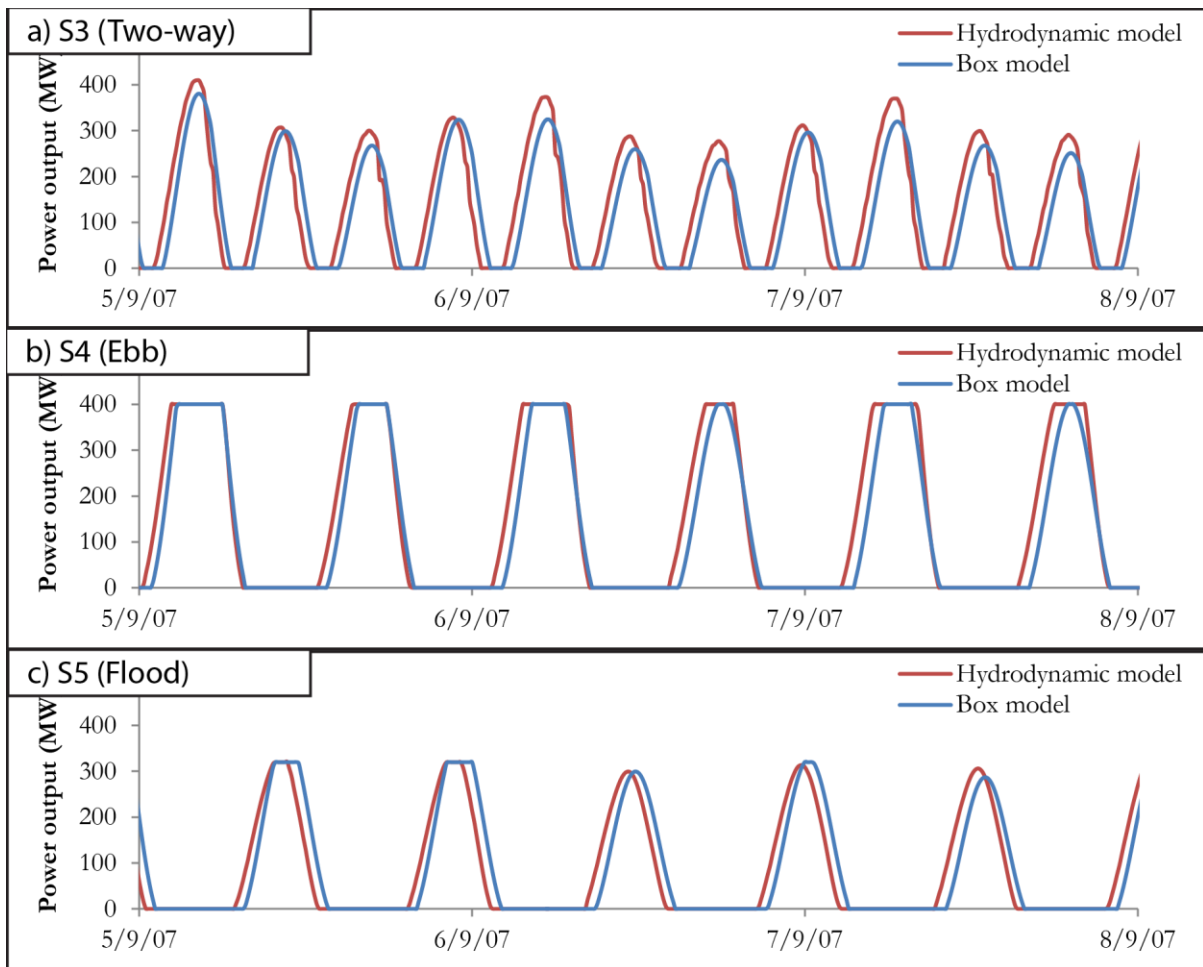 a) S3 (Two-way)
Hydrodynamic model
Box model
Power output (MW
400
300
200
100
0
5/9/07 6/9/07 7/9/07 8/9/07
b) S4 (Ebb)
Hydrodynamic model
Box model
Power output (MW
400
300
200
100
0
5/9/07 6/9/07 7/9/07 8/9/07
c) S5 (Flood)
Hydrodynamic model
Box model
Power output (MW
400
300
200
100
0
5/9/07 6/9/07 7/9/07 8/9/07